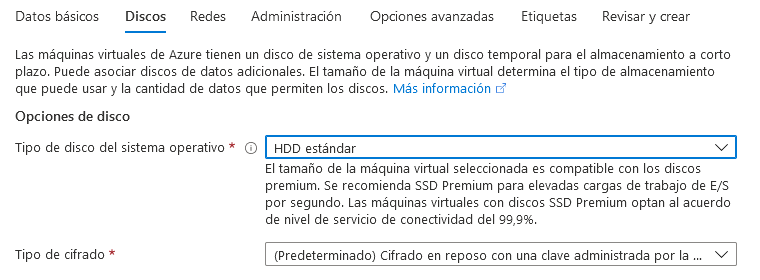 Datos básicos Discos Redes Administración Opciones avanzadas Etiquetas Revisar y crear
Las máquinas virtuales de Azure tienen un disco de sistema operativo y un disco temporal para el almacenamiento a corto
plazo. Puede asociar discos de datos adicionales. El tamaño de la máquina virtual determina el tipo de almacenamiento
que puede usar y la cantidad de datos que permiten los discos. Más información
Opciones de disco
Tipo de disco del sistema operativo * HDD estándar
El tamaño de la máquina virtual seleccionada es compatible con los discos
premium. Se recomienda SSD Premium para elevadas cargas de trabajo de E/S
por segundo. Las máquinas virtuales con discos SSD Premium optan al acuerdo
de nivel de servicio de conectividad del 99,9%.
Tipo de cifrado * (Predeterminado) Cifrado en reposo con una clave administrada por la ...